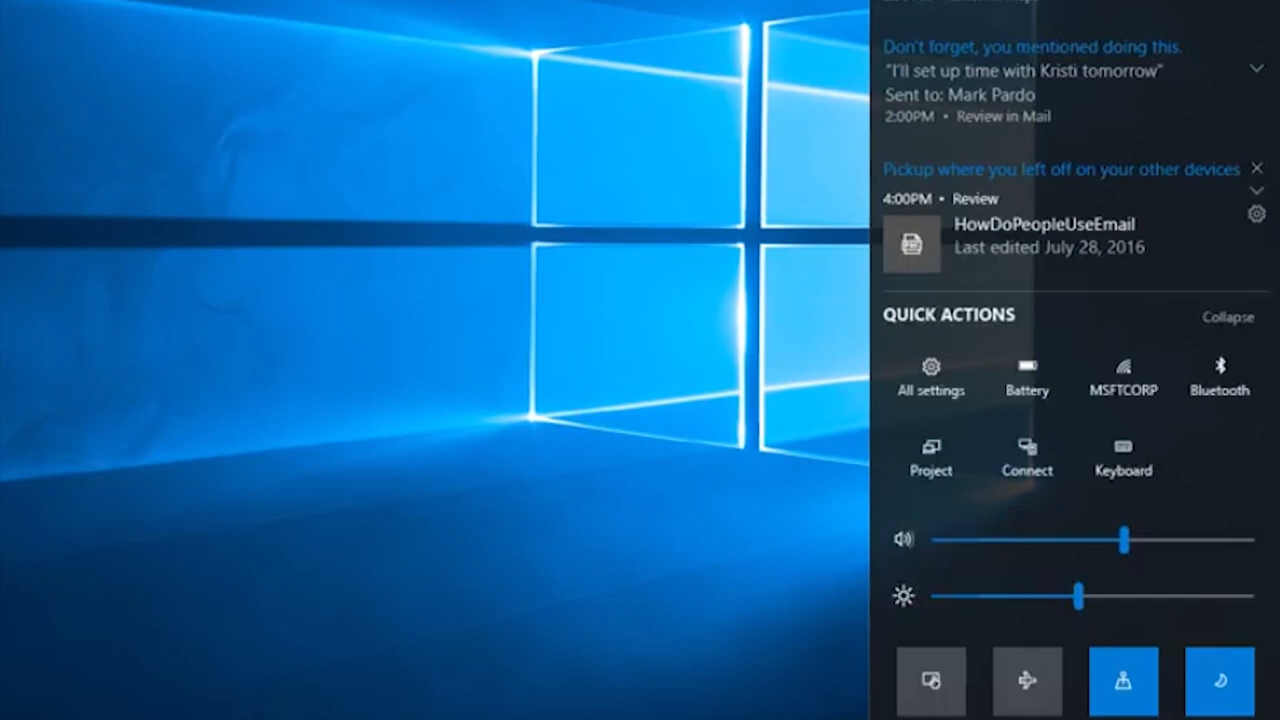 Don't forget, you mentioned doing this.
"I'll set up time with Kristi tomorrow"
Sent to: Mark Pardo
2:00PM • Review in Mail
Pickup where you left off on your other devices
4:00PM • Review
HowDoPeopleUseEmail
Last edited July 28, 2016
QUICK ACTIONS
Collapse
All settings
Battery
MSFTCORP
Bluetooth
Project
Connect
Keyboard